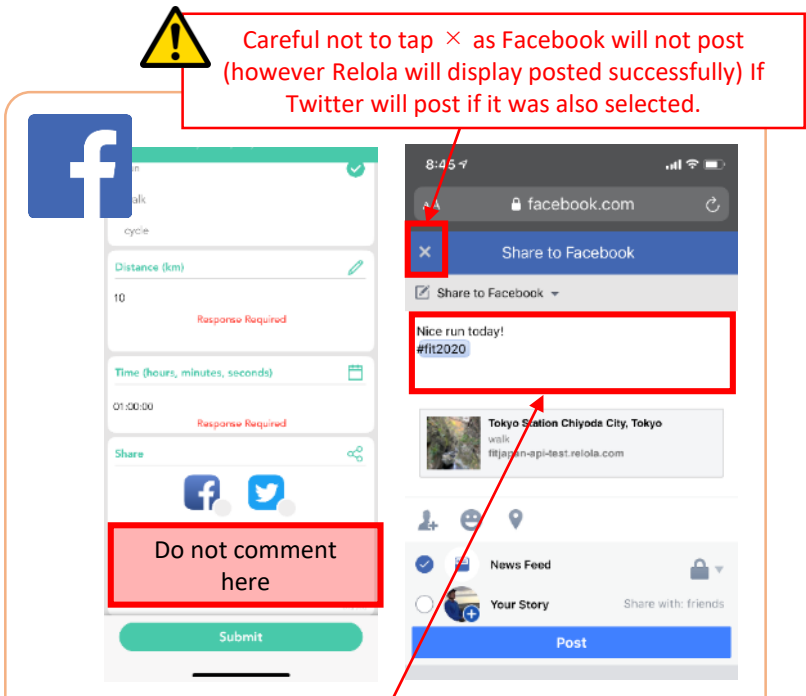 Careful not to tap × as Facebook will not post
(however Relola will display posted successfully) If
Twitter will post if it was also selected.
cycle
Distance (km)
10
Response Required
Time (hours, minutes, seconds)
01:00:00
Response Required
Share
Do not comment
here
Submit
8:45
AA facebook.com
× Share to Facebook
Share to Facebook
Nice run today!
#fit2020
Tokyo Station Chiyoda City, Tokyo
walk
fitjapan-api-test.relola.com
News Feed
Your Story Share with: friends
Post